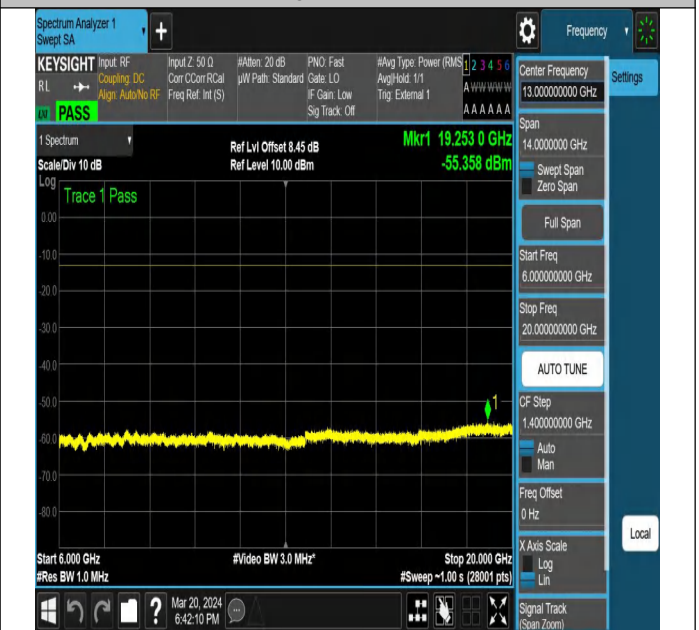 Spectrum Analyzer 1
Swept SA
+
Frequency
KEYSIGHT
RL
PASS
Input: RF
Coupling: DC
Align: Auto/No RF
Input Z: 50 Ω
Corr CCorr RCal
Freq Ref: Int (S)
#Atten: 20 dB
µW Path: Standard
PNO: Fast
Gate: LO
IF Gain: Low
Sig Track: Off
#Avg Type: Power (RMS
Avg|Hold: 1/1
Trig: External 1
1 2 3 4 5 6
A W W W W W
A A A A A A
1 Spectrum
Scale/Div 10 dB
Ref Lvl Offset 8.45 dB
Ref Level 10.00 dBm
Mkr1 19.253 0 GHz
-55.358 dBm
Log
Trace 1 Pass
0.00
-10.0
-20.0
-30.0
-40.0
-50.0
-60.0
-70.0
-80.0
1
Start 6.000 GHz
#Res BW 1.0 MHz
#Video BW 3.0 MHz*
Stop 20.000 GHz
#Sweep ~1.00 s (28001 pts)
Mar 20, 2024
6:42:10 PM
?
Center Frequency
13.000000000 GHz
Settings
Span
14.0000000 GHz
Swept Span
Zero Span
Full Span
Start Freq
6.000000000 GHz
Stop Freq
20.000000000 GHz
AUTO TUNE
CF Step
1.400000000 GHz
Auto
Man
Freq Offset
0 Hz
Local
X Axis Scale
Log
Lin
Signal Track
(Span Zoom)